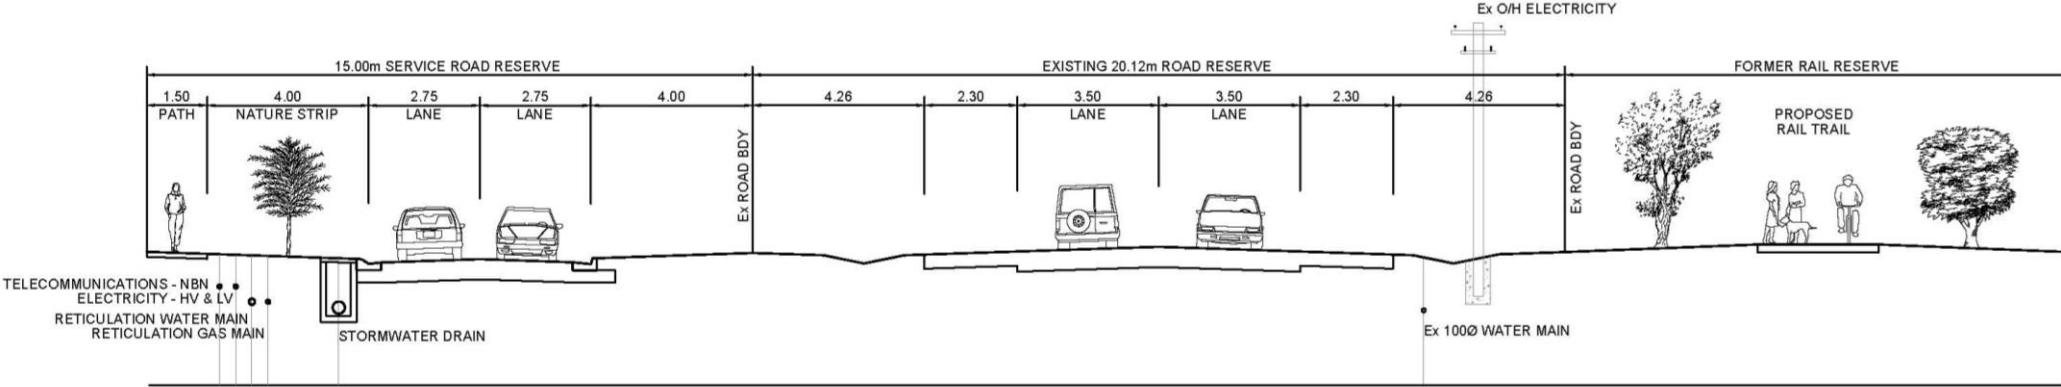 Ex O/H ELECTRICITY
15.00m SERVICE ROAD RESERVE
EXISTING 20.12m ROAD RESERVE
FORMER RAIL RESERVE
1.50
4.00
2.75
2.75
4.00
4.26
2.30
3.50
3.50
2.30
4.26
PATH
NATURE STRIP
LANE
LANE
LANE
LANE
PROPOSED
RAIL TRAIL
Ex ROAD BDY
Ex ROAD BDY
TELECOMMUNICATIONS - NBN
ELECTRICITY - HV & LV
RETICULATION WATER MAIN
RETICULATION GAS MAIN
STORMWATER DRAIN
Ex 100Ø WATER MAIN